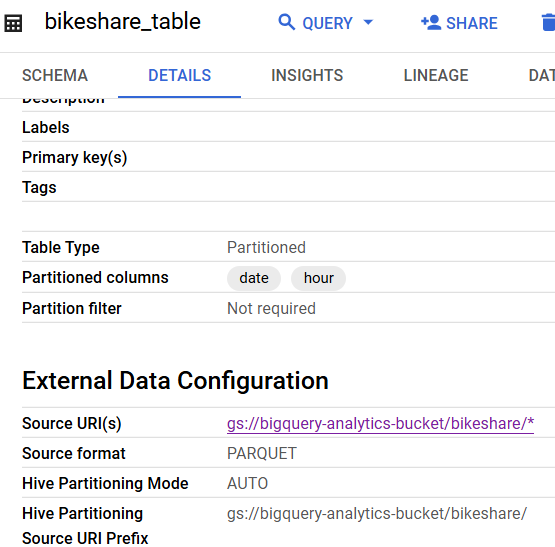 bikeshare_table QUERY SHARE
SCHEMA DETAILS INSIGHTS LINEAGE DAT
Description
Labels
Primary key(s)
Tags
Table Type Partitioned
Partitioned columns date hour
Partition filter Not required
External Data Configuration
Source URI(s) gs://bigquery-analytics-bucket/bikeshare/*
Source format PARQUET
Hive Partitioning Mode AUTO
Hive Partitioning gs://bigquery-analytics-bucket/bikeshare/
Source URI Prefix